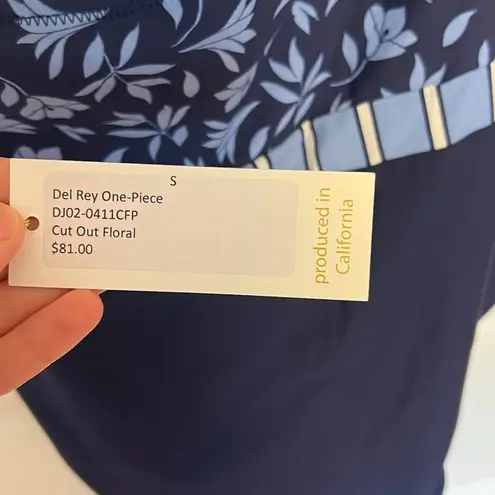 S
Del Rey One-Piece
DJ02-0411CFP
Cut Out Floral
$81.00
produced in
California